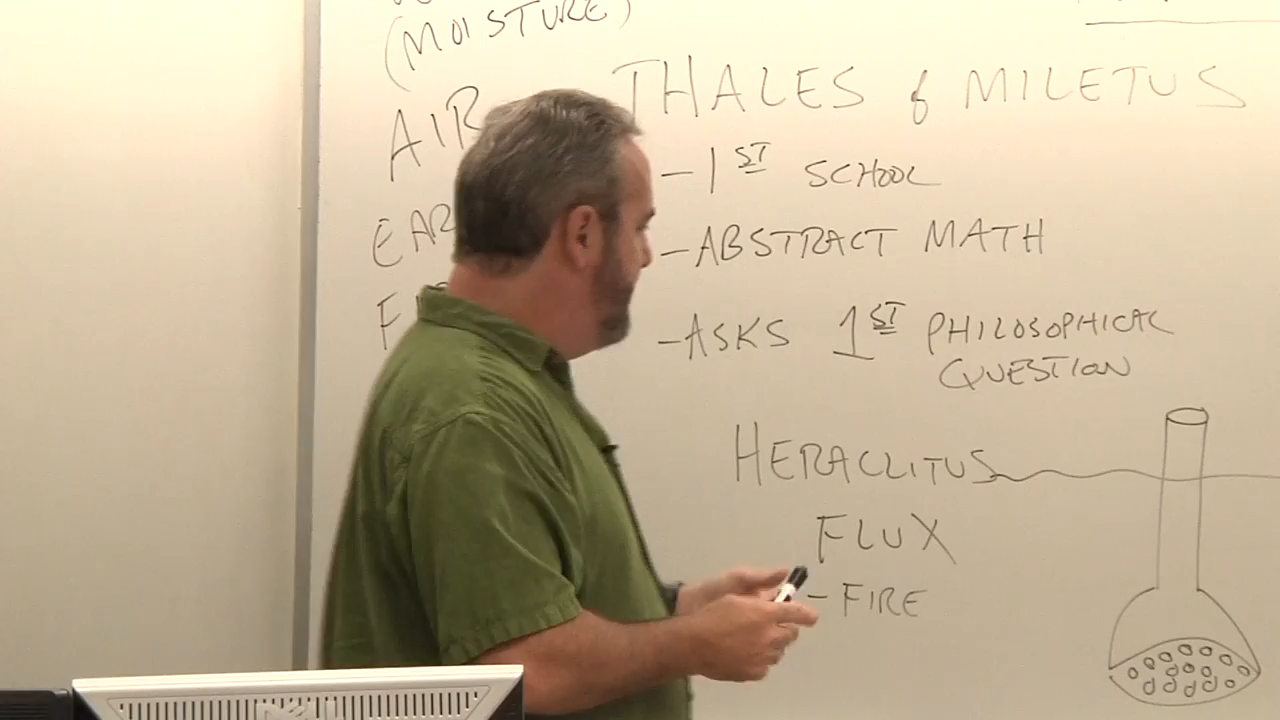 (MOISTURE)
AIR
THALES of MILETUS
- 1ST SCHOOL
- ABSTRACT MATH
- ASKS 1ST PHILOSOPHICAL
QUESTION
HERACLITUS
FLUX
- FIRE